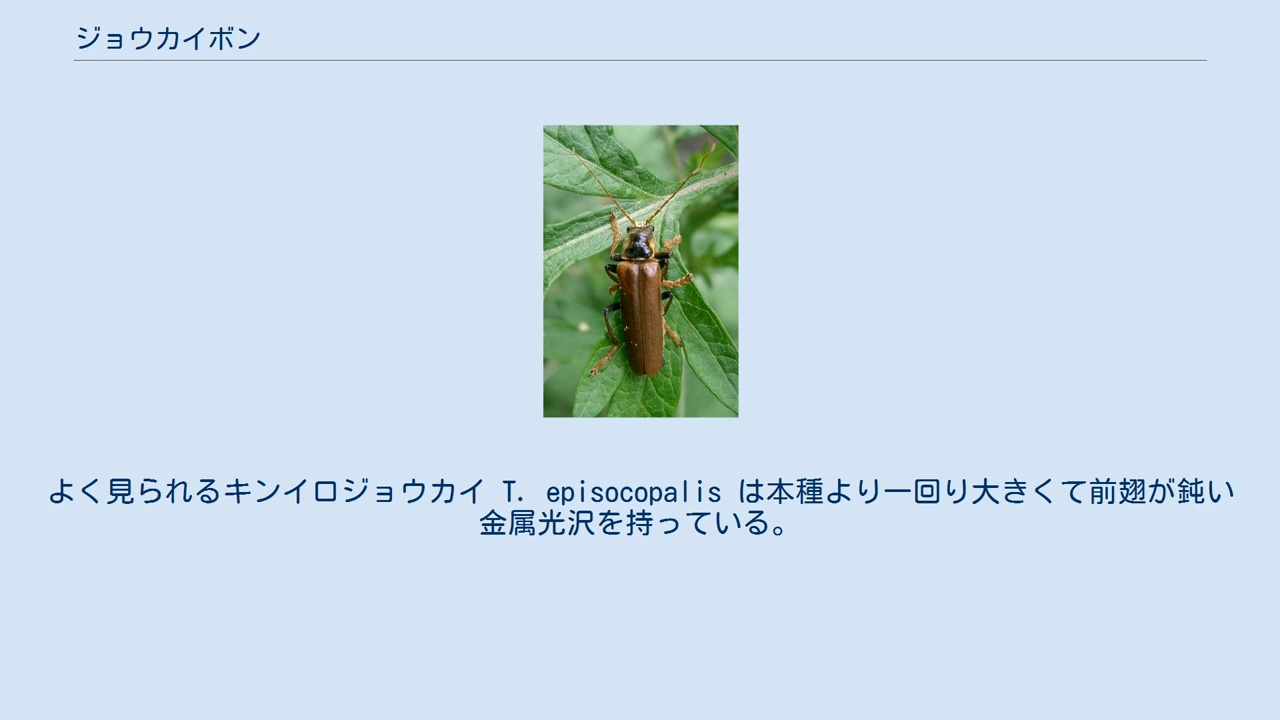 ジョウカイボン
よく見られるキンイロジョウカイ T. episocopalis は本種より一回り大きくて前翅が鈍い
金属光沢を持っている。